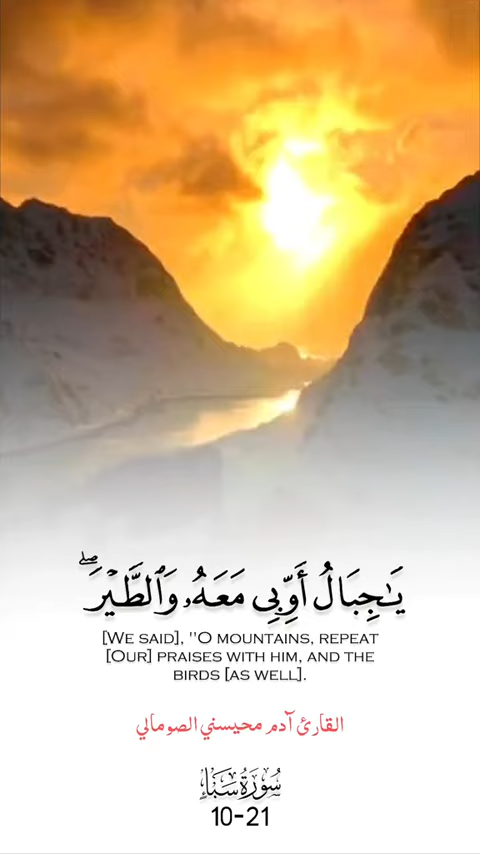 يَـٰجِبَالُ أَوِّبِى مَعَهُۥ وَٱلطَّيْرَ ۖ
[WE SAID], "O MOUNTAINS, REPEAT
[OUR] PRAISES WITH HIM, AND THE
BIRDS [AS WELL].
القارئ آدم محيسني الصومالي
سُورَةُ سَبَإٍ
10-21